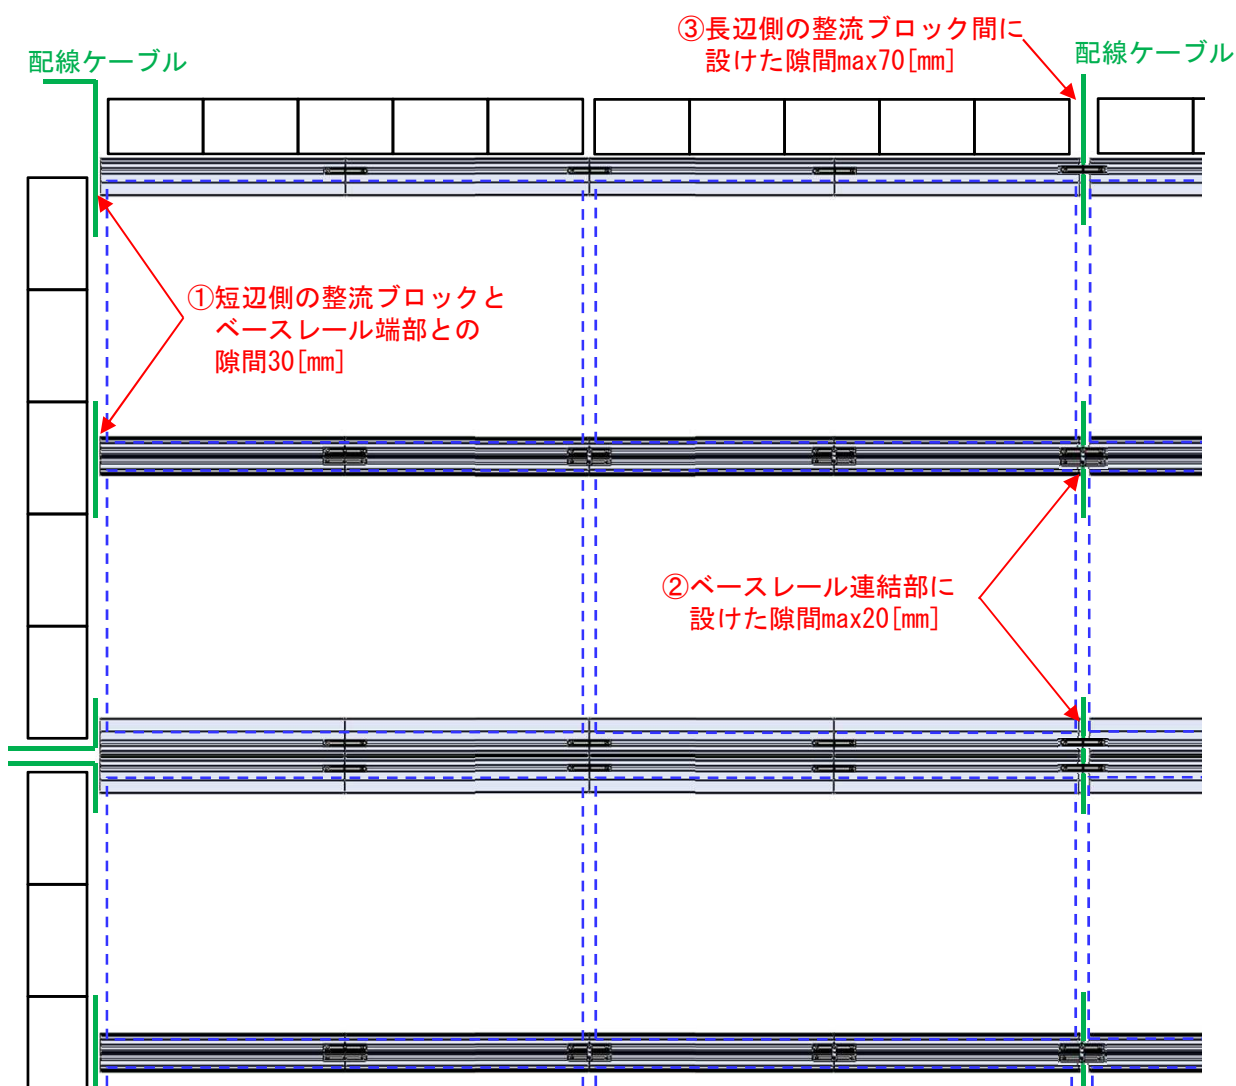 ③長辺側の整流ブロック間に
設けた隙間max70[mm]
配線ケーブル
配線ケーブル
①短辺側の整流ブロックと
ベースレール端部との
隙間30[mm]
②ベースレール連結部に
設けた隙間max20[mm]